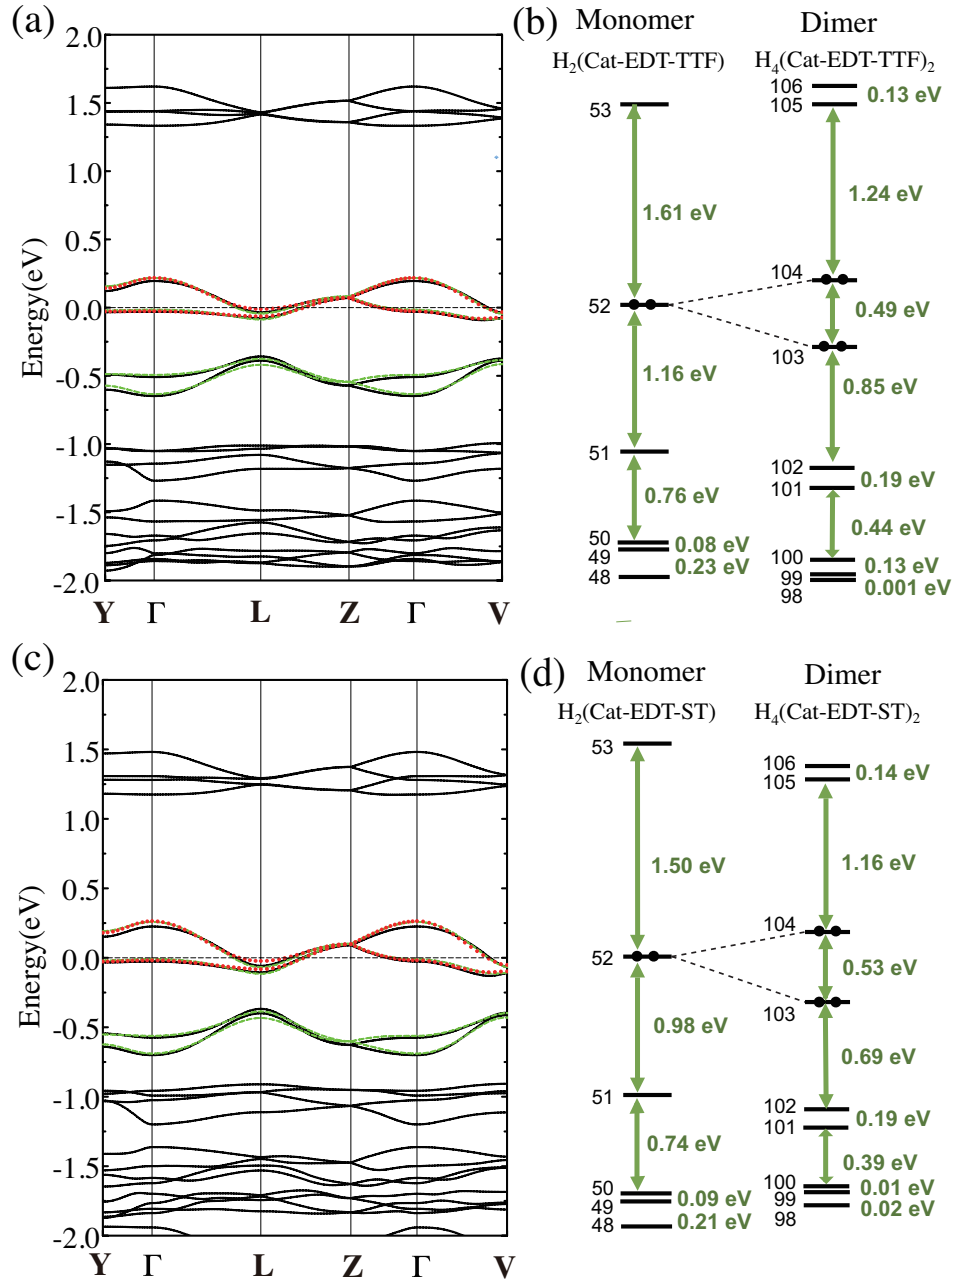 (a)
2.0
1.5
1.0
0.5
0.0
-0.5
-1.0
-1.5
-2.0
Energy(eV)
Y Γ L Z Γ V
(b)
Monomer
H2(Cat-EDT-TTF)
53
1.61 eV
52
1.16 eV
51
0.76 eV
50
0.08 eV
49
0.23 eV
48
Dimer
H4(Cat-EDT-TTF)2
106
0.13 eV
105
1.24 eV
104
0.49 eV
103
0.85 eV
102
0.19 eV
101
0.44 eV
100
0.13 eV
99
0.001 eV
98
(c)
2.0
1.5
1.0
0.5
0.0
-0.5
-1.0
-1.5
-2.0
Energy(eV)
Y Γ L Z Γ V
(d)
Monomer
H2(Cat-EDT-ST)
53
1.50 eV
52
0.98 eV
51
0.74 eV
50
0.09 eV
49
0.21 eV
48
Dimer
H4(Cat-EDT-ST)2
106
0.14 eV
105
1.16 eV
104
0.53 eV
103
0.69 eV
102
0.19 eV
101
0.39 eV
100
0.01 eV
99
0.02 eV
98